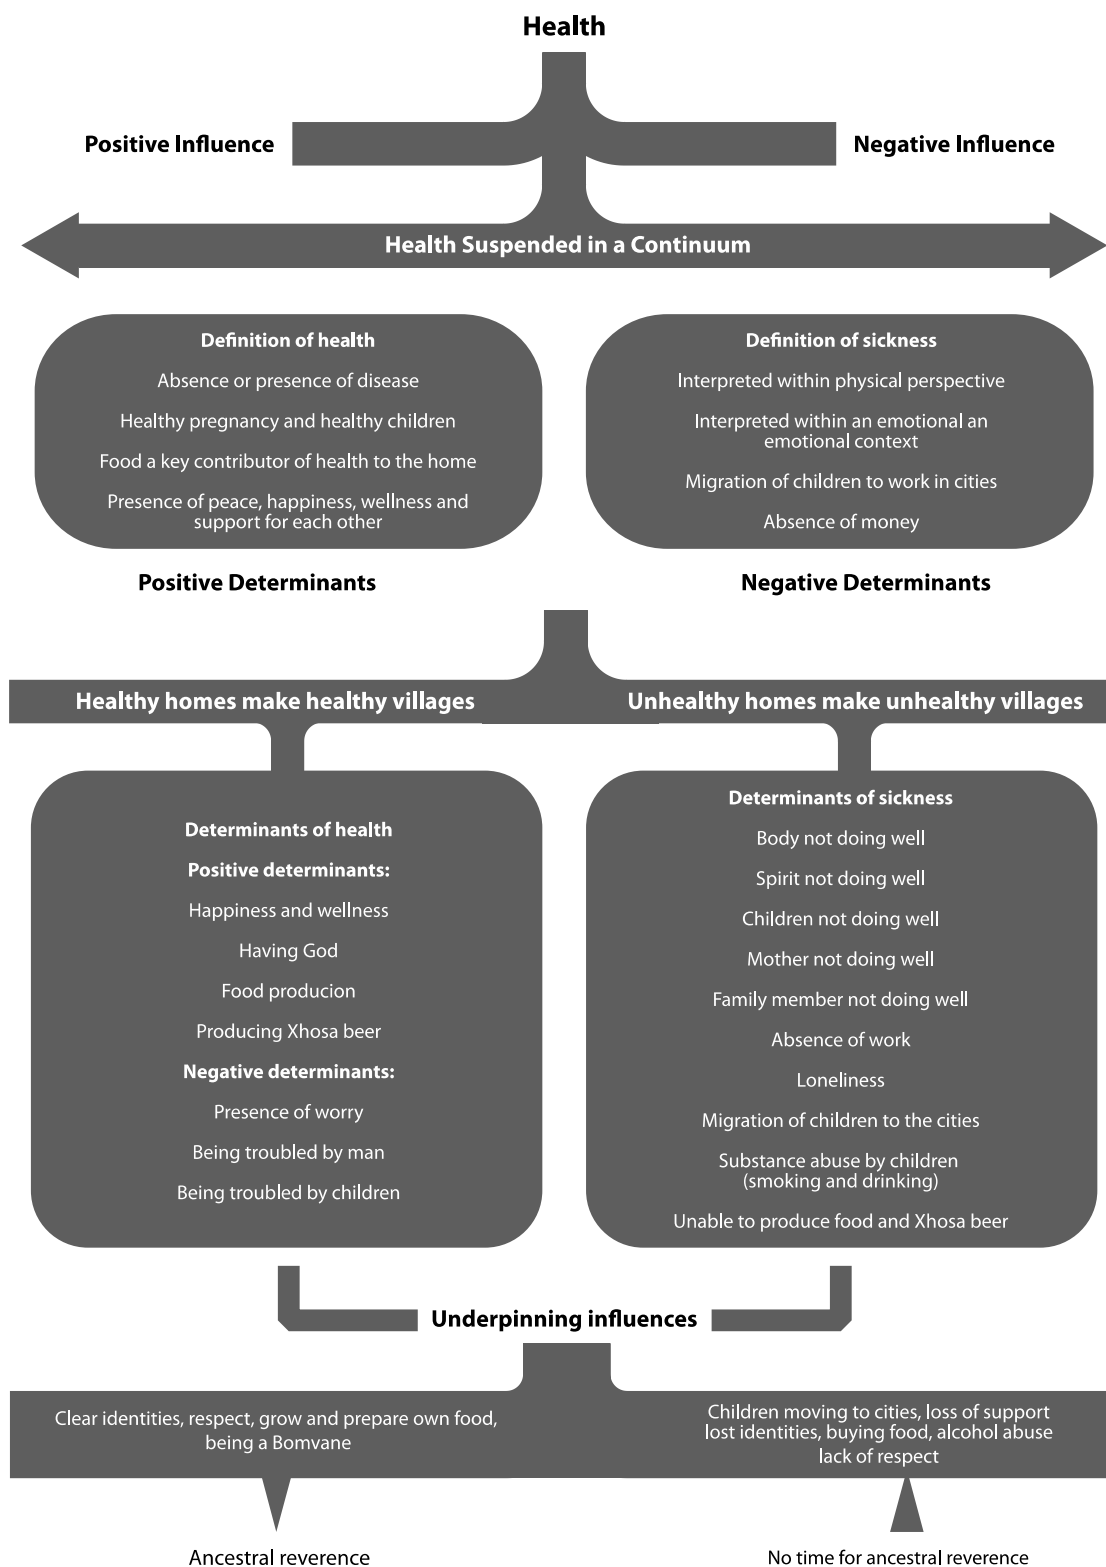 Health
Positive Influence
Negative Influence
Health Suspended in a Continuum
Definition of health
Absence or presence of disease
Healthy pregnancy and healthy children
Food a key contributor of health to the home
Presence of peace, happiness, wellness and
support for each other
Definition of sickness
Interpreted within physical perspective
Interpreted within an emotional an
emotional context
Migration of children to work in cities
Absence of money
Positive Determinants
Negative Determinants
Healthy homes make healthy villages
Unhealthy homes make unhealthy villages
Determinants of health
Positive determinants:
Happiness and wellness
Having God
Food producion
Producing Xhosa beer
Negative determinants:
Presence of worry
Being troubled by man
Being troubled by children
Determinants of sickness
Body not doing well
Spirit not doing well
Children not doing well
Mother not doing well
Family member not doing well
Absence of work
Loneliness
Migration of children to the cities
Substance abuse by children
(smoking and drinking)
Unable to produce food and Xhosa beer
Underpinning influences
Clear identities, respect, grow and prepare own food,
being a Bomvane
Children moving to cities, loss of support
lost identities, buying food, alcohol abuse
lack of respect
Ancestral reverence
No time for ancestral reverence